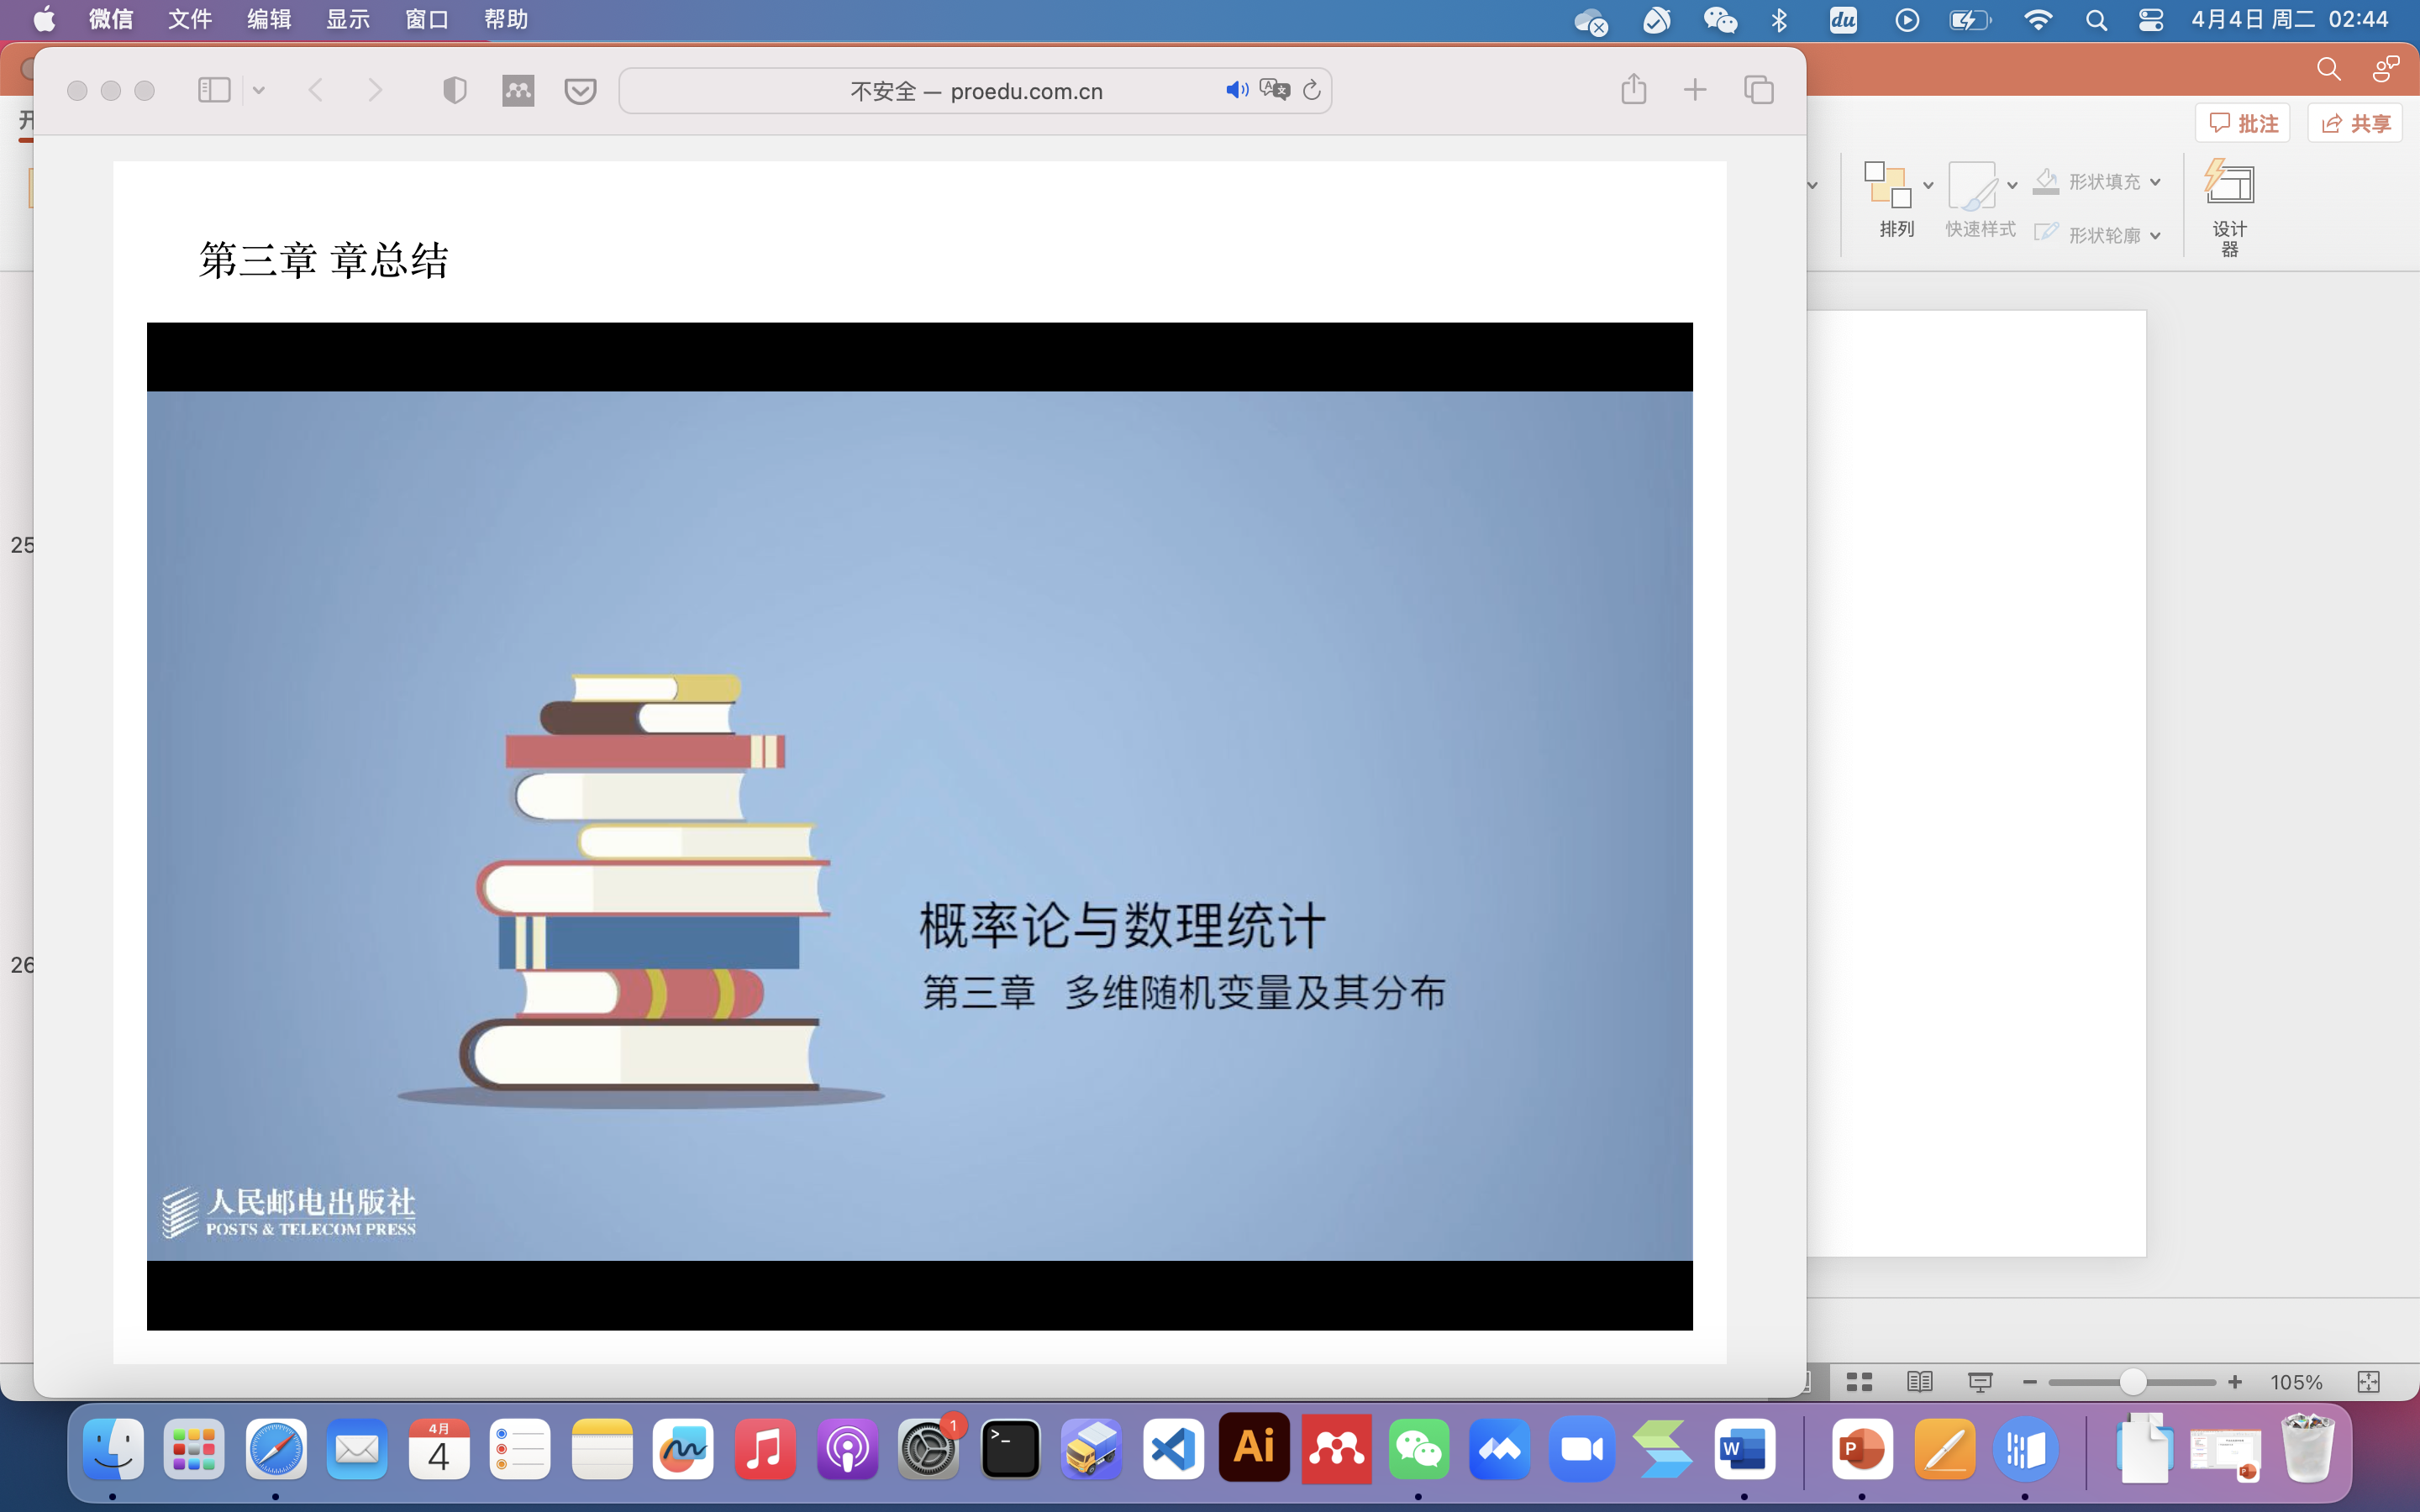 微信 文件 编辑 显示 窗口 帮助
du
4月4日 周二 02:44
不安全 — proedu.com.cn
批注 共享
排列 快速样式 形状填充 形状轮廓 设计器
第三章 章总结
25
26
概率论与数理统计
第三章 多维随机变量及其分布
人民邮电出版社
POSTS & TELECOM PRESS
105%
4月
4
1
>_
Ai
W
P